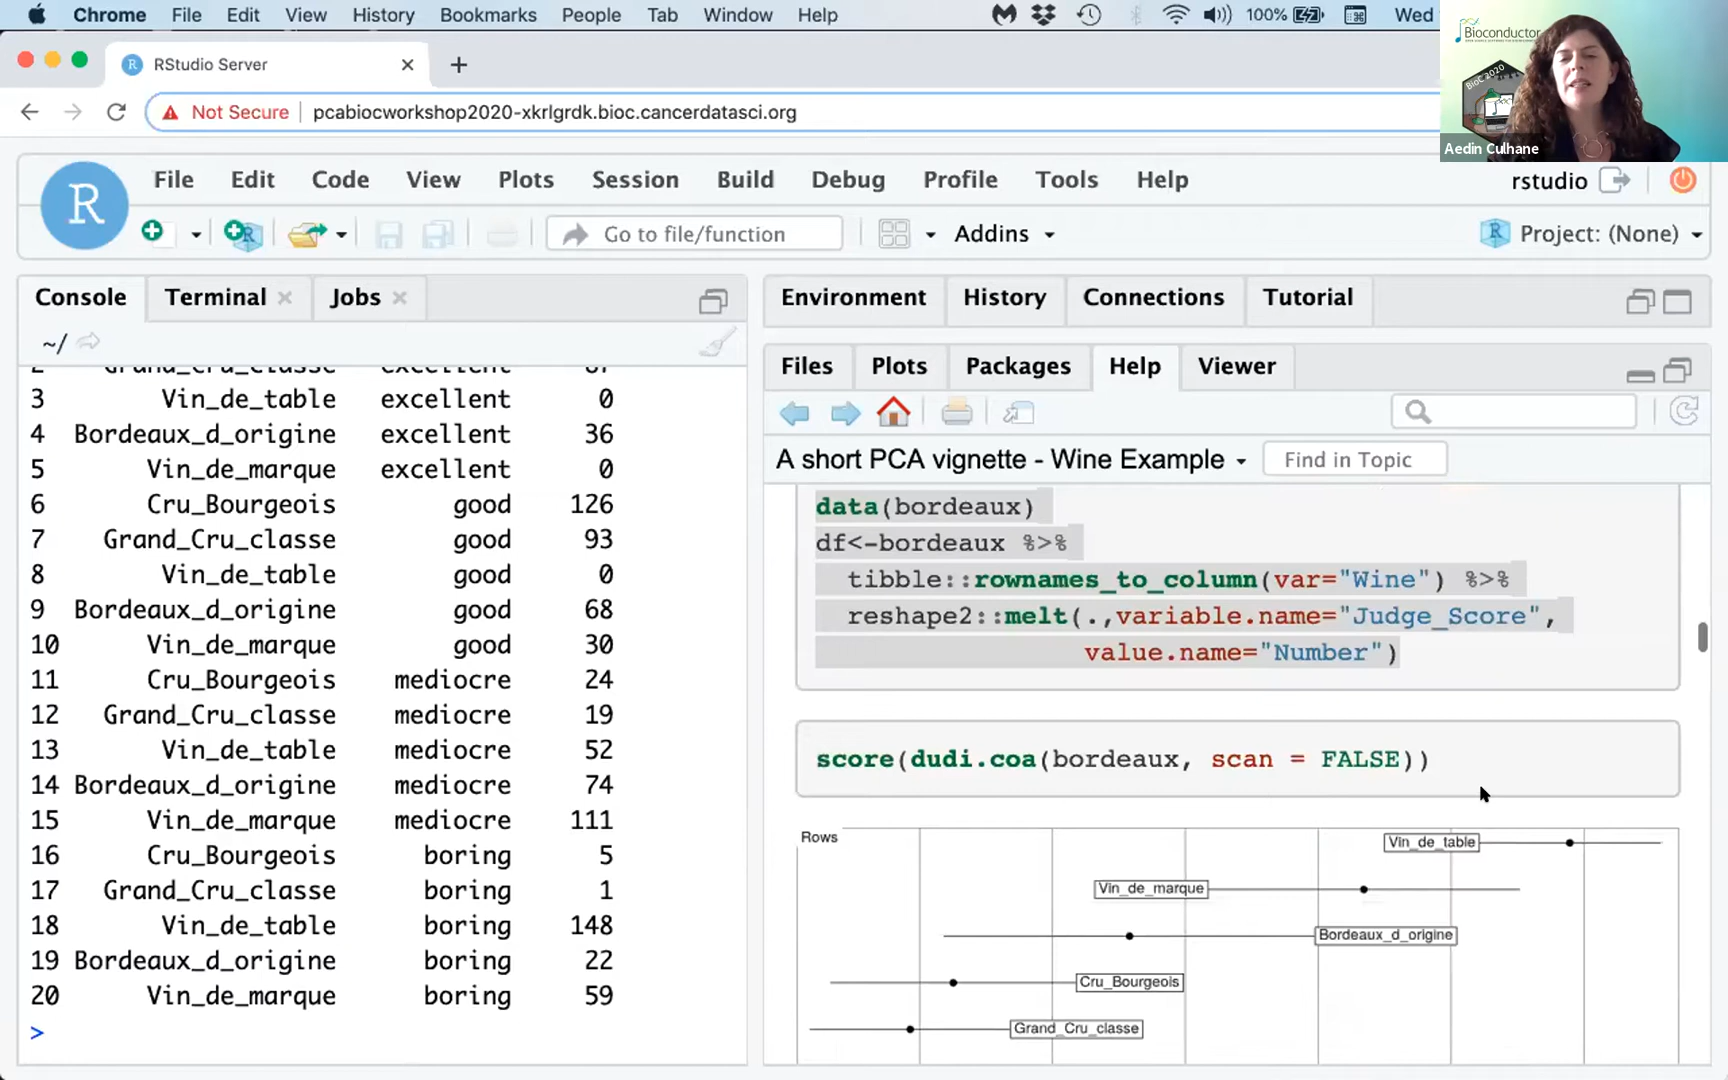 Chrome File Edit View History Bookmarks People Tab Window Help 100% Wed
Bioconductor
BioC2020
Aedin Culhane
RStudio Server
Not Secure pcabiocworkshop2020-xkrlgrdk.bioc.cancerdatasci.org
R File Edit Code View Plots Session Build Debug Profile Tools Help rstudio
Go to file/function Addins Project: (None)
Console Terminal Jobs
~/
2 Grand_Cru_classe excellent 87
3 Vin_de_table excellent 0
4 Bordeaux_d_origine excellent 36
5 Vin_de_marque excellent 0
6 Cru_Bourgeois good 126
7 Grand_Cru_classe good 93
8 Vin_de_table good 0
9 Bordeaux_d_origine good 68
10 Vin_de_marque good 30
11 Cru_Bourgeois mediocre 24
12 Grand_Cru_classe mediocre 19
13 Vin_de_table mediocre 52
14 Bordeaux_d_origine mediocre 74
15 Vin_de_marque mediocre 111
16 Cru_Bourgeois boring 5
17 Grand_Cru_classe boring 1
18 Vin_de_table boring 148
19 Bordeaux_d_origine boring 22
20 Vin_de_marque boring 59
>
Environment History Connections Tutorial
Files Plots Packages Help Viewer
A short PCA vignette - Wine Example Find in Topic
data(bordeaux)
df<-bordeaux %>%
tibble::rownames_to_column(var="Wine") %>%
reshape2::melt(.,variable.name="Judge_Score",
value.name="Number")
score(dudi.coa(bordeaux, scan = FALSE))
Rows
Vin_de_table
Vin_de_marque
Bordeaux_d_origine
Cru_Bourgeois
Grand_Cru_classe